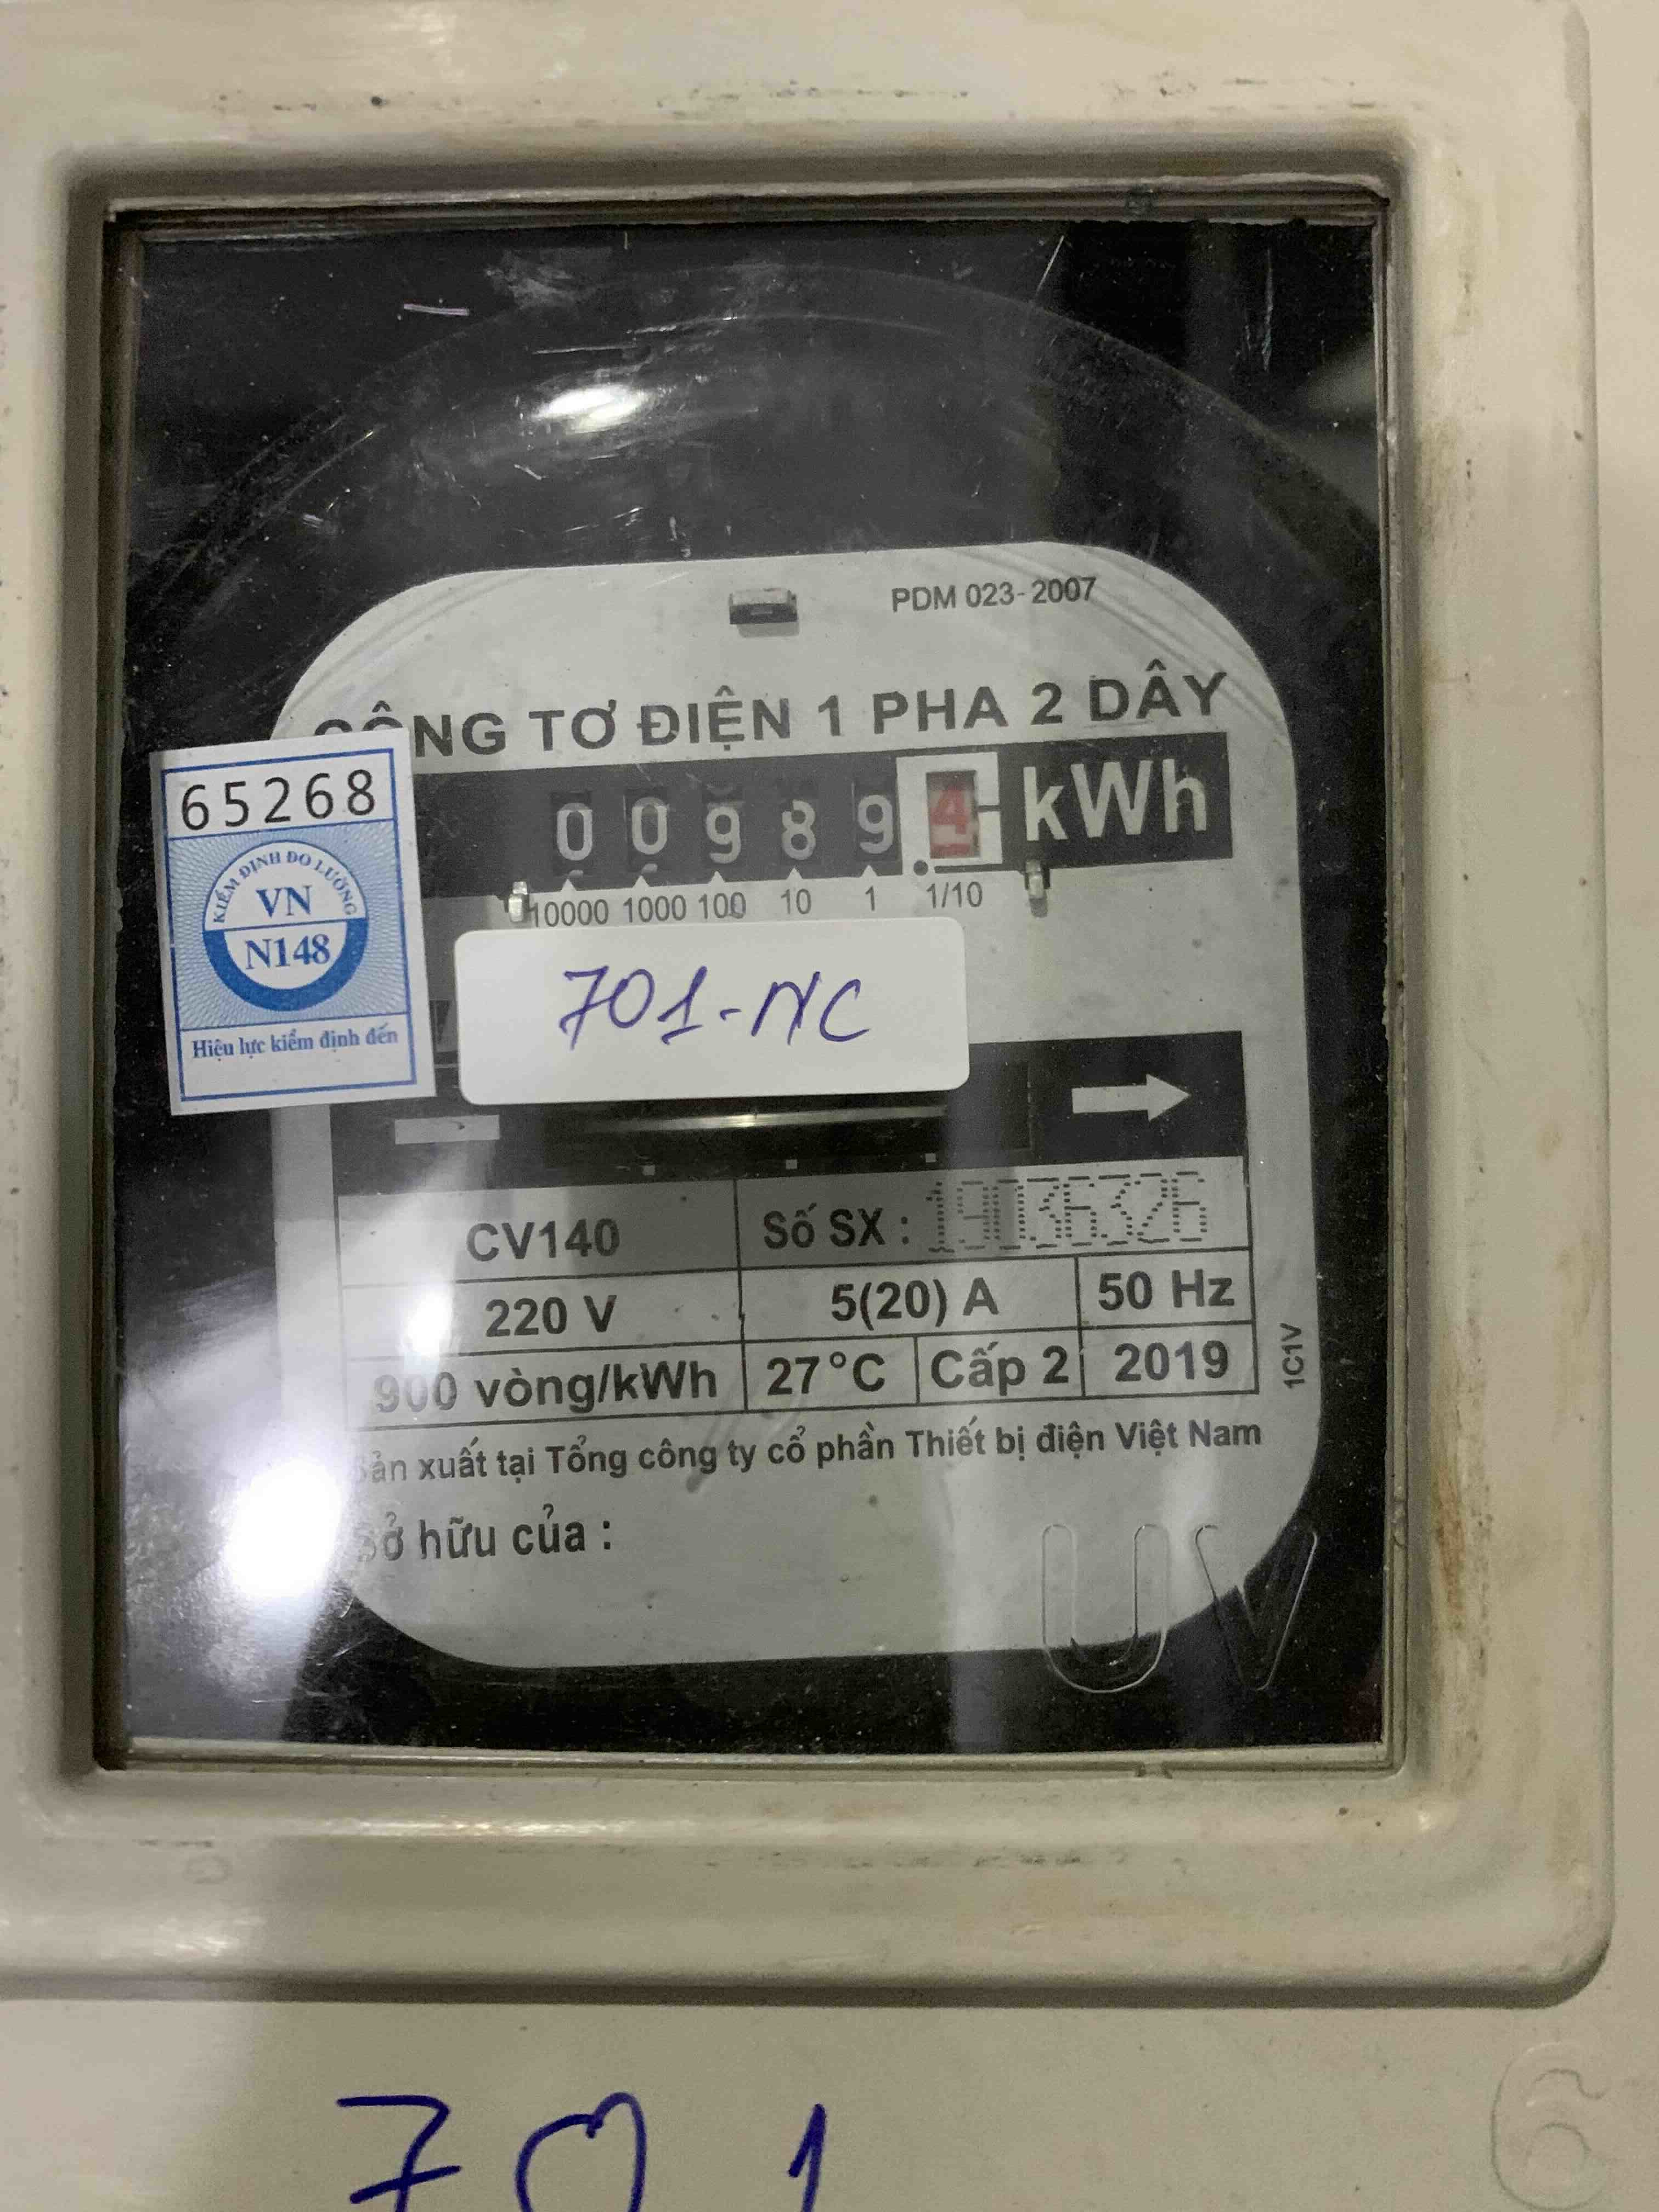 PDM 023-2007
CÔNG TƠ ĐIỆN 1 PHA 2 DÂY
65268
KIỂM ĐỊNH ĐO LƯỜNG
VN
N148
Hiệu lực kiểm định đến
0 0 9 8 9 . 4 kWh
10000 1000 100 10 1 1/10
701-NC
CV140 Số SX : 19036326
220 V 5(20) A 50 Hz
900 vòng/kWh 27°C Cấp 2 2019
1C1V
Sản xuất tại Tổng công ty cổ phần Thiết bị điện Việt Nam
Sở hữu của :
UV
6
701